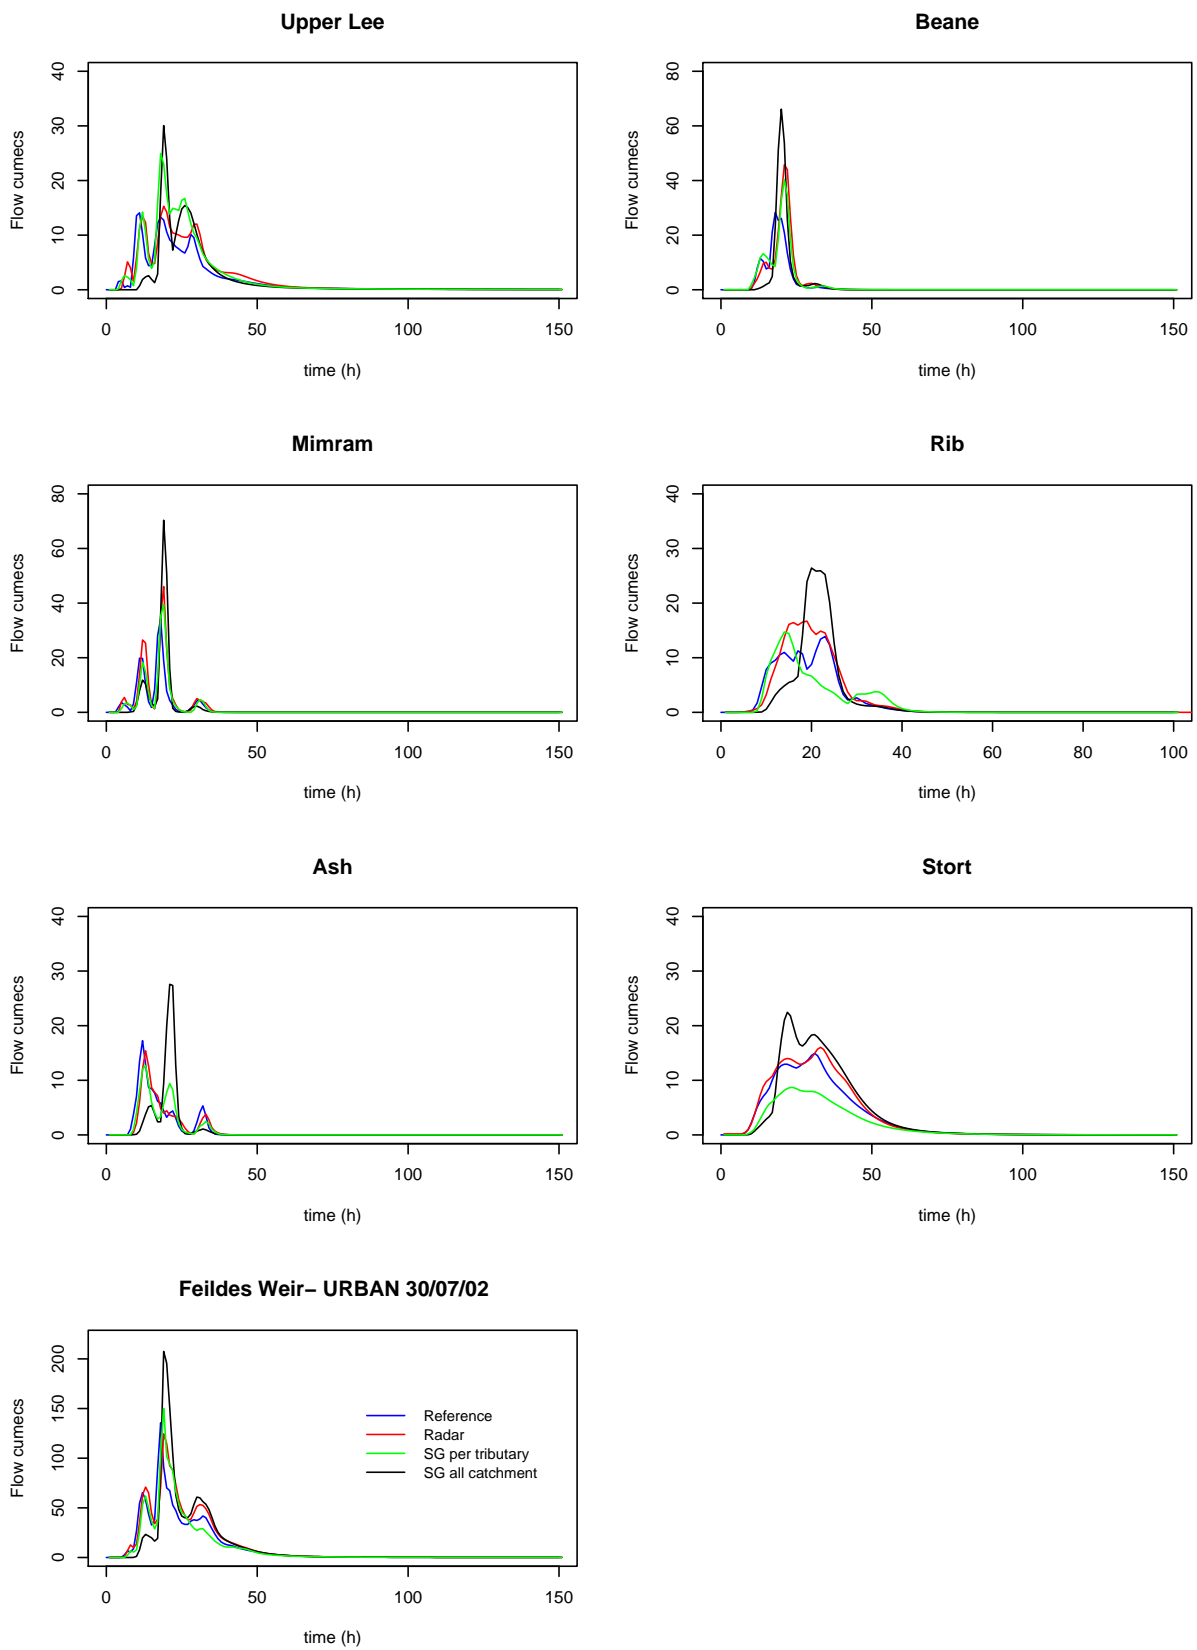 Upper Lee
Flow cumecs
0 10 20 30 40
0 50 100 150
time (h)
Beane
Flow cumecs
0 20 40 60 80
0 50 100 150
time (h)
Mimram
Flow cumecs
0 20 40 60 80
0 50 100 150
time (h)
Rib
Flow cumecs
0 10 20 30 40
0 20 40 60 80 100
time (h)
Ash
Flow cumecs
0 10 20 30 40
0 50 100 150
time (h)
Stort
Flow cumecs
0 10 20 30 40
0 50 100 150
time (h)
Feildes Weir− URBAN 30/07/02
Flow cumecs
0 50 100 150 200
Reference
Radar
SG per tributary
SG all catchment
0 50 100 150
time (h)